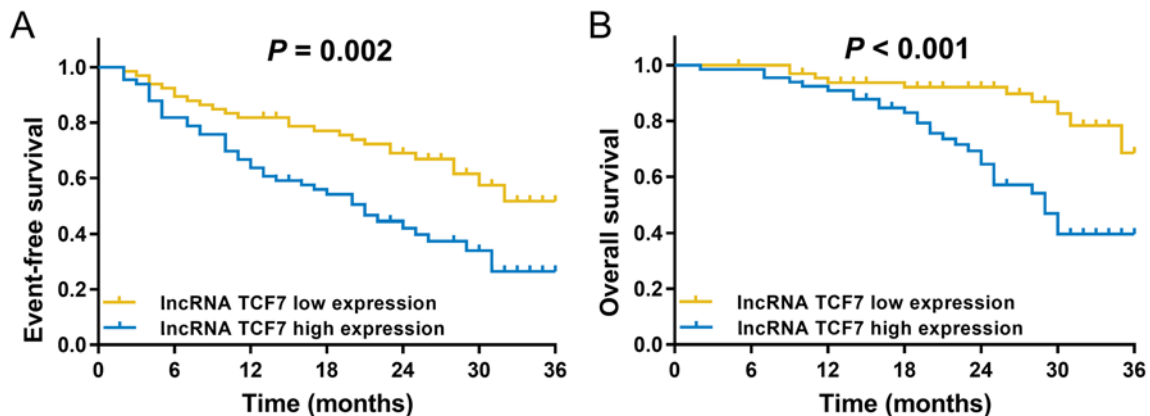 A
P = 0.002
Event-free survival
1.0
0.8
0.6
0.4
0.2
0.0
lncRNA TCF7 low expression
lncRNA TCF7 high expression
0 6 12 18 24 30 36
Time (months)
B
P < 0.001
Overall survival
1.0
0.8
0.6
0.4
0.2
0.0
lncRNA TCF7 low expression
lncRNA TCF7 high expression
0 6 12 18 24 30 36
Time (months)